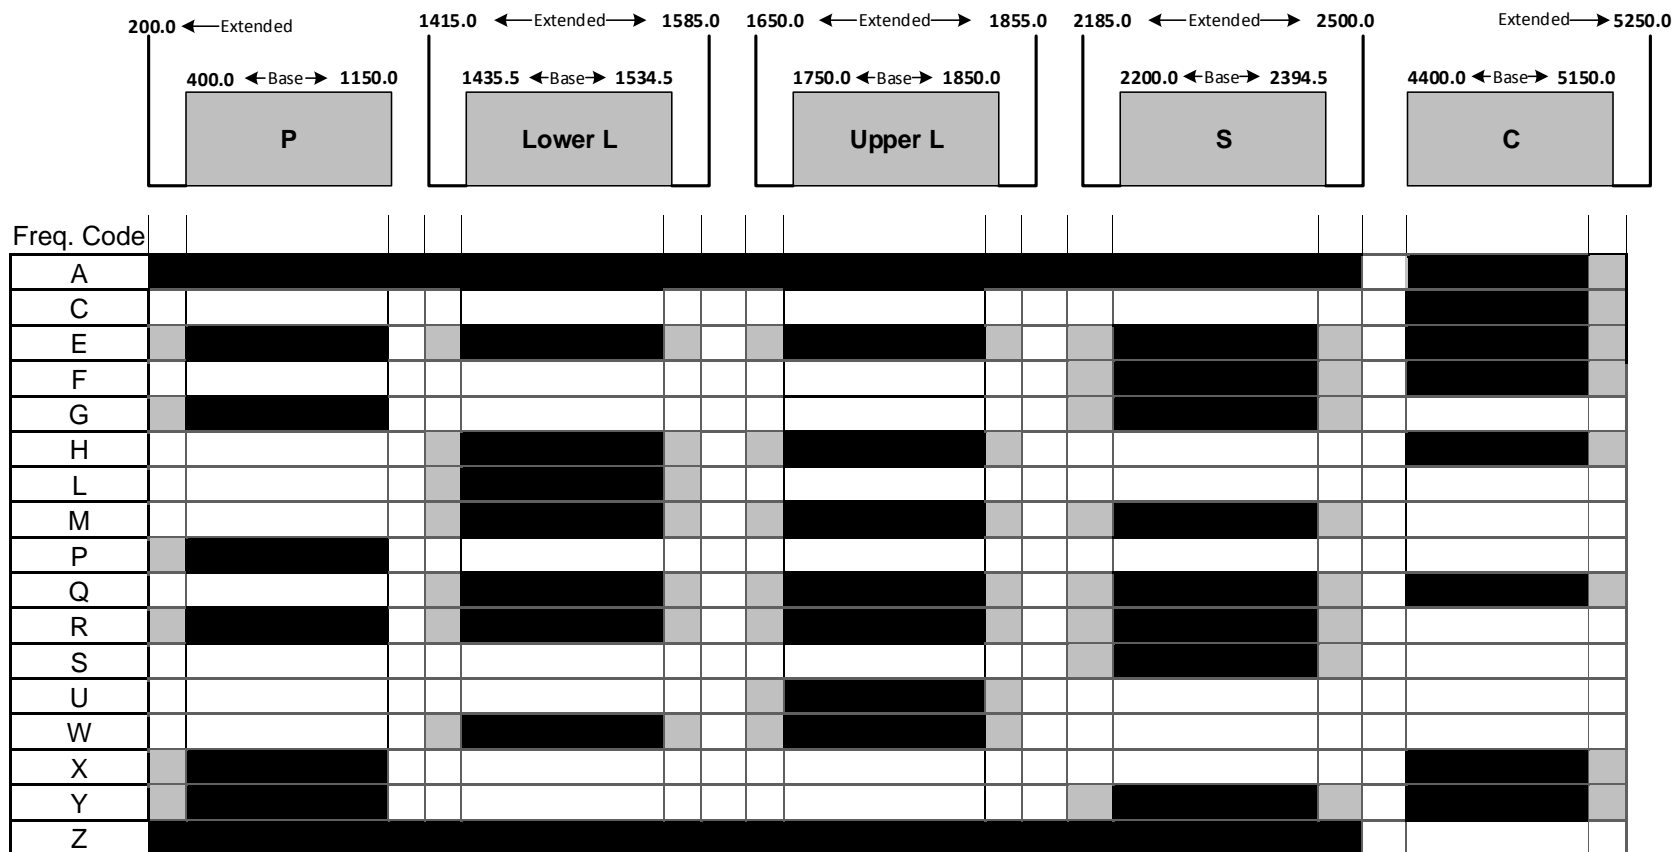 200.0 Extended
1415.0 Extended 1585.0
1650.0 Extended 1855.0
2185.0 Extended 2500.0
Extended 5250.0
400.0 Base 1150.0
1435.5 Base 1534.5
1750.0 Base 1850.0
2200.0 Base 2394.5
4400.0 Base 5150.0
P
Lower L
Upper L
S
C
Freq. Code
A
C
E
F
G
H
L
M
P
Q
R
S
U
W
X
Y
Z